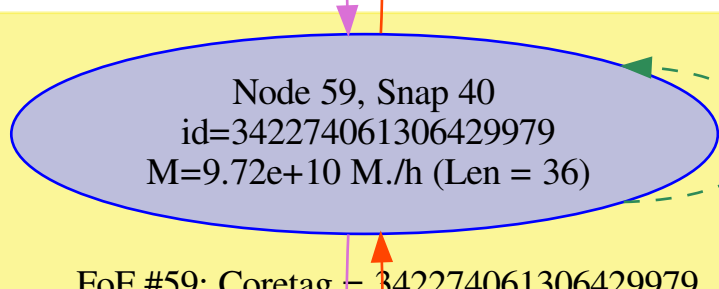 Node 59, Snap 40
id=342274061306429979
M=9.72e+10 M./h (Len = 36)
FoF #59: Coretag = 342274061306429979